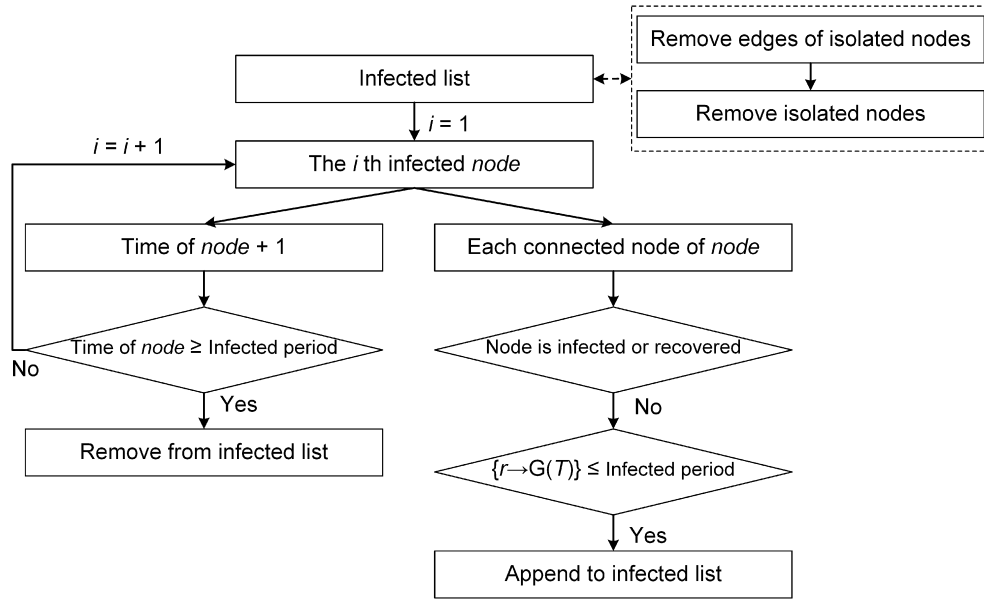 Remove edges of isolated nodes
Infected list
Remove isolated nodes
i = 1
i = i + 1
The i th infected node
Time of node + 1
Each connected node of node
Time of node ≥ Infected period
Node is infected or recovered
No
Yes
No
Remove from infected list
{r→G(T)} ≤ Infected period
Yes
Append to infected list